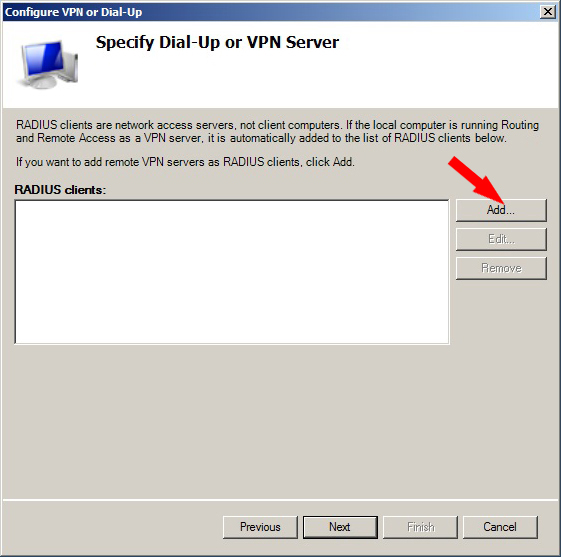 Configure VPN or Dial-Up
Specify Dial-Up or VPN Server
RADIUS clients are network access servers, not client computers. If the local computer is running Routing
and Remote Access as a VPN server, it is automatically added to the list of RADIUS clients below.
If you want to add remote VPN servers as RADIUS clients, click Add.
RADIUS clients:
Add...
Edit...
Remove
Previous
Next
Finish
Cancel